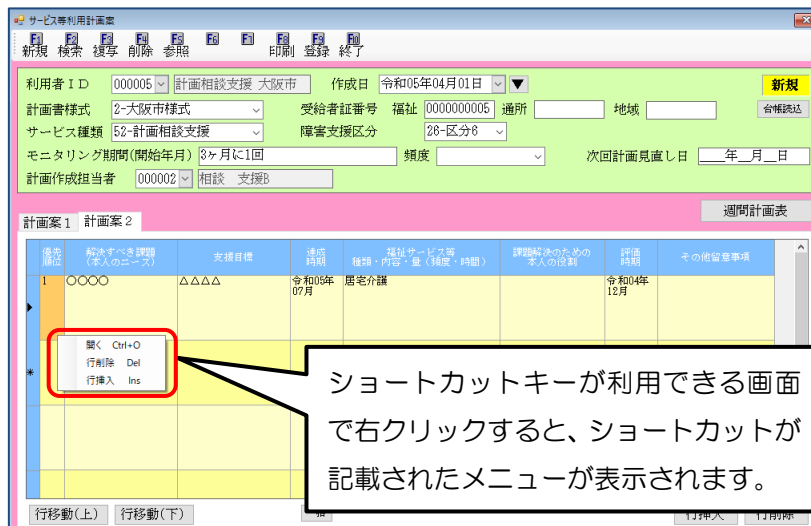 サービス等利用計画案
F1 F2 F3 F4 F5 F6 F7 F8 F9 F10
新規 検索 複写 削除 参照 印刷 登録 終了
利用者ID 000005 計画相談支援 大阪市 作成日 令和05年04月01日 ▼ 新規
計画書様式 2-大阪市様式 受給者証番号 福祉 0000000005 通所 地域 台帳読込
サービス種類 52-計画相談支援 障害支援区分 26-区分6
モニタリング期間(開始年月) 3ヶ月に1回 頻度 次回計画見直し日 __年_月_日
計画作成担当者 000002 相談 支援B
週間計画表
計画案1 計画案2
優先順位 解決すべき課題(本人のニーズ) 支援目標 達成時期 福祉サービス等 種類・内容・量(頻度・時間) 課題解決のための本人の役割 評価時期 その他留意事項
1 〇〇〇〇 △△△△ 令和05年07月 居宅介護 令和04年12月
開く Ctrl+O
行削除 Del
行挿入 Ins
ショートカットキーが利用できる画面
で右クリックすると、ショートカットが
記載されたメニューが表示されます。
行移動(上) 行移動(下) 行挿入 行削除